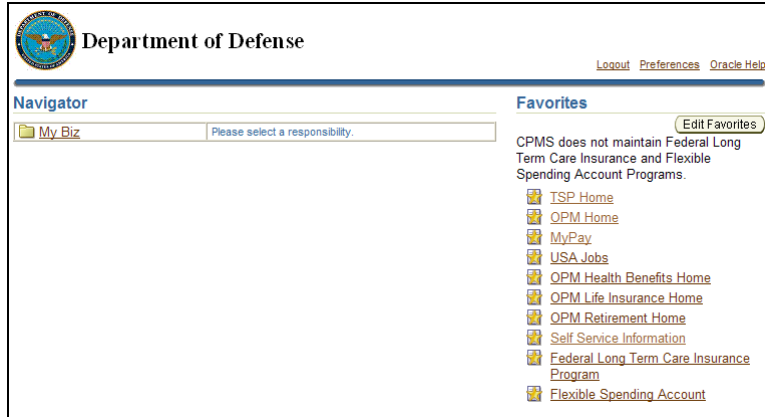 Department of Defense
Logout Preferences Oracle Help
Navigator
My Biz
Please select a responsibility.
Favorites
Edit Favorites
CPMS does not maintain Federal Long
Term Care Insurance and Flexible
Spending Account Programs.
TSP Home
OPM Home
MyPay
USA Jobs
OPM Health Benefits Home
OPM Life Insurance Home
OPM Retirement Home
Self Service Information
Federal Long Term Care Insurance
Program
Flexible Spending Account